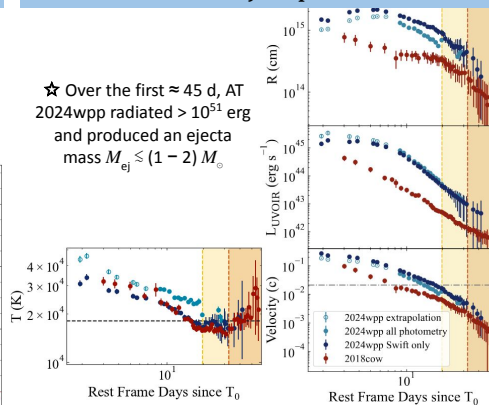 ☆ Over the first ≈ 45 d, AT
2024wpp radiated > 10^51 erg
and produced an ejecta
mass M_ej ≲ (1 − 2) M_⊙
T (K)
4 × 10^4
3 × 10^4
2 × 10^4
10^4
10^1
Rest Frame Days since T_0
R (cm)
10^15
10^14
L_UVOIR (erg s^−1)
10^45
10^44
10^43
10^42
Velocity (c)
10^−1
10^−2
10^−3
10^−4
2024wpp extrapolation
2024wpp all photometry
2024wpp Swift only
2018cow
10^1
Rest Frame Days since T_0